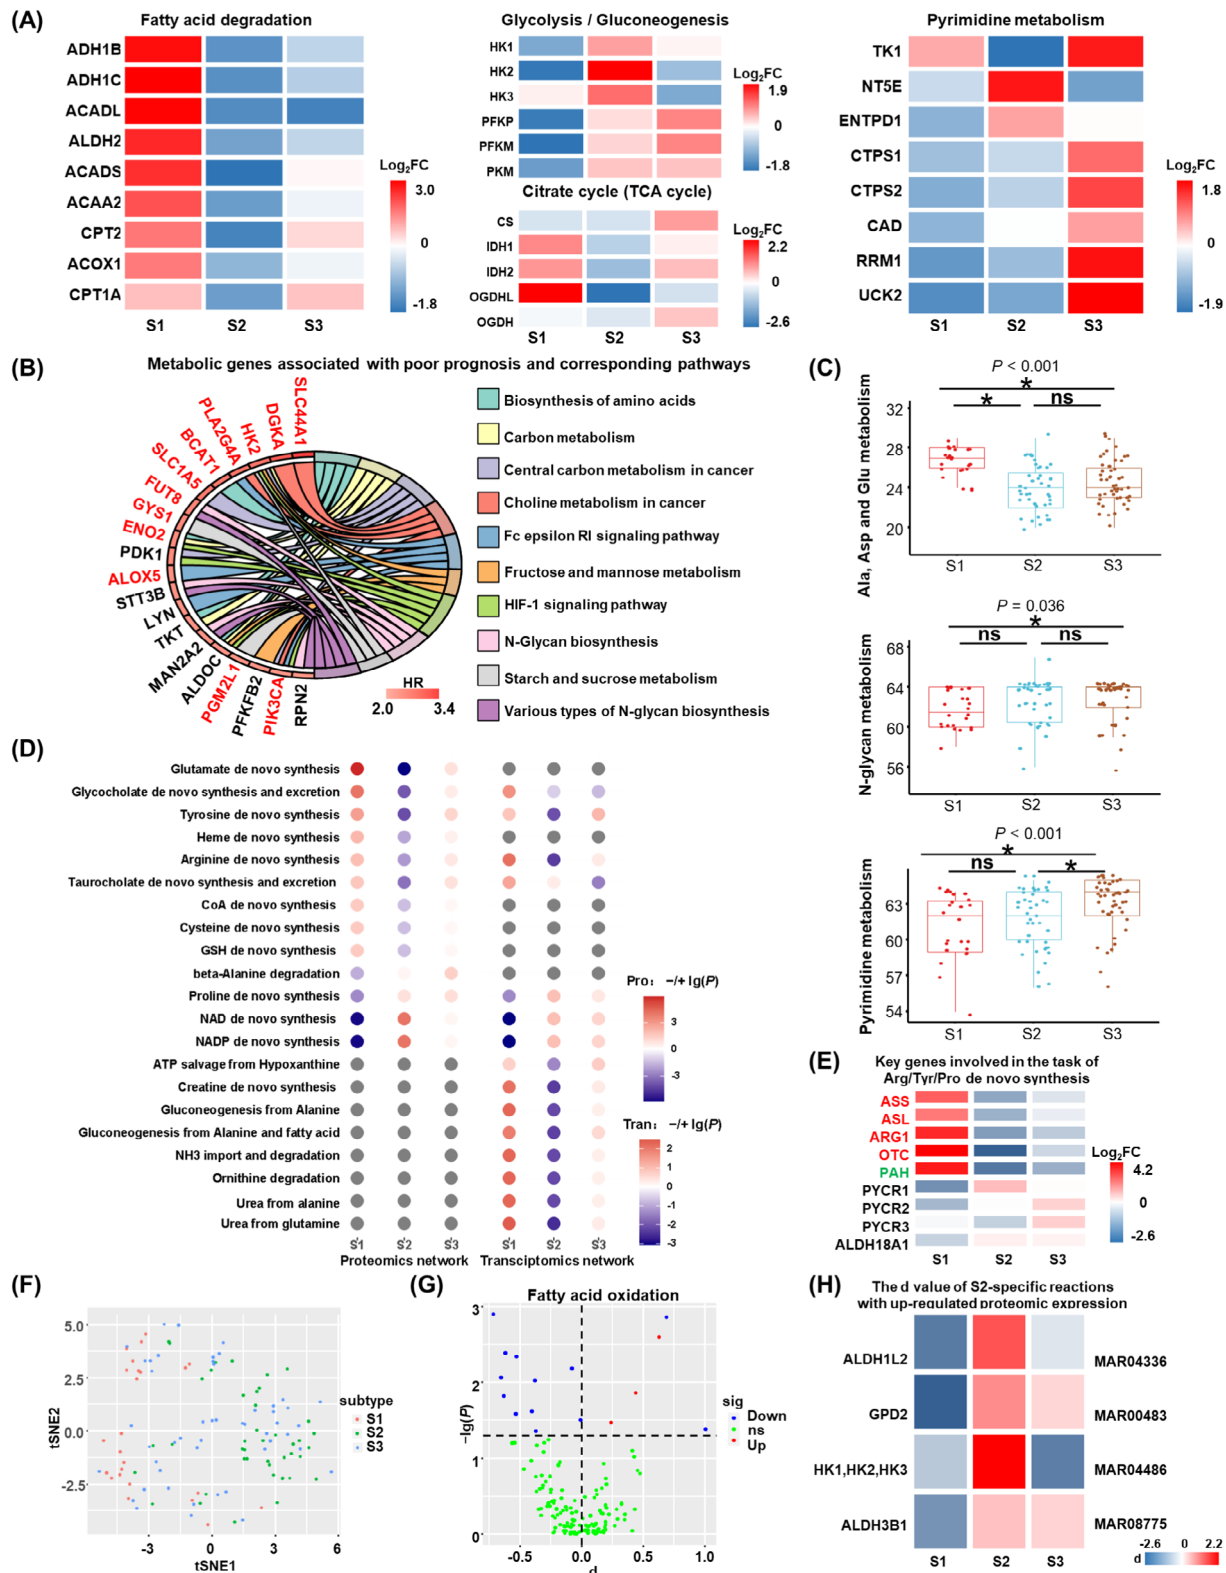 (A)
Fatty acid degradation
ADH1B
ADH1C
ACADL
ALDH2
ACADS
ACAA2
CPT2
ACOX1
CPT1A
S1 S2 S3
Log2FC
3.0
0
-1.8
Glycolysis / Gluconeogenesis
HK1
HK2
HK3
PFKP
PFKM
PKM
Log2FC
1.9
0
-1.8
Citrate cycle (TCA cycle)
CS
IDH1
IDH2
OGDHL
OGDH
S1 S2 S3
Log2FC
2.2
0
-2.6
Pyrimidine metabolism
TK1
NT5E
ENTPD1
CTPS1
CTPS2
CAD
RRM1
UCK2
S1 S2 S3
Log2FC
1.8
0
-1.9
(B)
Metabolic genes associated with poor prognosis and corresponding pathways
SLC44A1
DGKA
HK2
PLA2G4A
BCAT1
SLC1A5
FUT8
GYS1
ENO2
PDK1
ALOX5
STT3B
LYN
TKT
MAN2A2
ALDOC
PGM2L1
PFKFB2
PIK3CA
RPN2
HR
2.0 3.4
Biosynthesis of amino acids
Carbon metabolism
Central carbon metabolism in cancer
Choline metabolism in cancer
Fc epsilon RI signaling pathway
Fructose and mannose metabolism
HIF-1 signaling pathway
N-Glycan biosynthesis
Starch and sucrose metabolism
Various types of N-glycan biosynthesis
(C)
P < 0.001
*
* ns
Ala, Asp and Glu metabolism
32
28
24
20
S1 S2 S3
P = 0.036
*
ns ns
N-glycan metabolism
68
64
60
56
S1 S2 S3
P < 0.001
*
ns *
Pyrimidine metabolism
63
60
57
54
S1 S2 S3
(D)
Glutamate de novo synthesis
Glycocholate de novo synthesis and excretion
Tyrosine de novo synthesis
Heme de novo synthesis
Arginine de novo synthesis
Taurocholate de novo synthesis and excretion
CoA de novo synthesis
Cysteine de novo synthesis
GSH de novo synthesis
beta-Alanine degradation
Proline de novo synthesis
NAD de novo synthesis
NADP de novo synthesis
ATP salvage from Hypoxanthine
Creatine de novo synthesis
Gluconeogenesis from Alanine
Gluconeogenesis from Alanine and fatty acid
NH3 import and degradation
Ornithine degradation
Urea from alanine
Urea from glutamine
S1 S2 S3 S1 S2 S3
Proteomics network Transciptomics network
Pro: −/+ lg(P)
3
0
-3
Tran: −/+ lg(P)
2
1
0
-1
-2
-3
(E)
Key genes involved in the task of
Arg/Tyr/Pro de novo synthesis
ASS
ASL
ARG1
OTC
PAH
PYCR1
PYCR2
PYCR3
ALDH18A1
S1 S2 S3
Log2FC
4.2
0
-2.6
(F)
tSNE2
5.0
2.5
0.0
-2.5
-3 0 3 6
tSNE1
subtype
S1
S2
S3
(G)
Fatty acid oxidation
−lg(P)
3
2
1
0
-0.5 0.0 0.5 1.0
d
sig
Down
ns
Up
(H)
The d value of S2-specific reactions
with up-regulated proteomic expression
ALDH1L2 MAR04336
GPD2 MAR00483
HK1,HK2,HK3 MAR04486
ALDH3B1 MAR08775
S1 S2 S3
-2.6 0 2.2
d